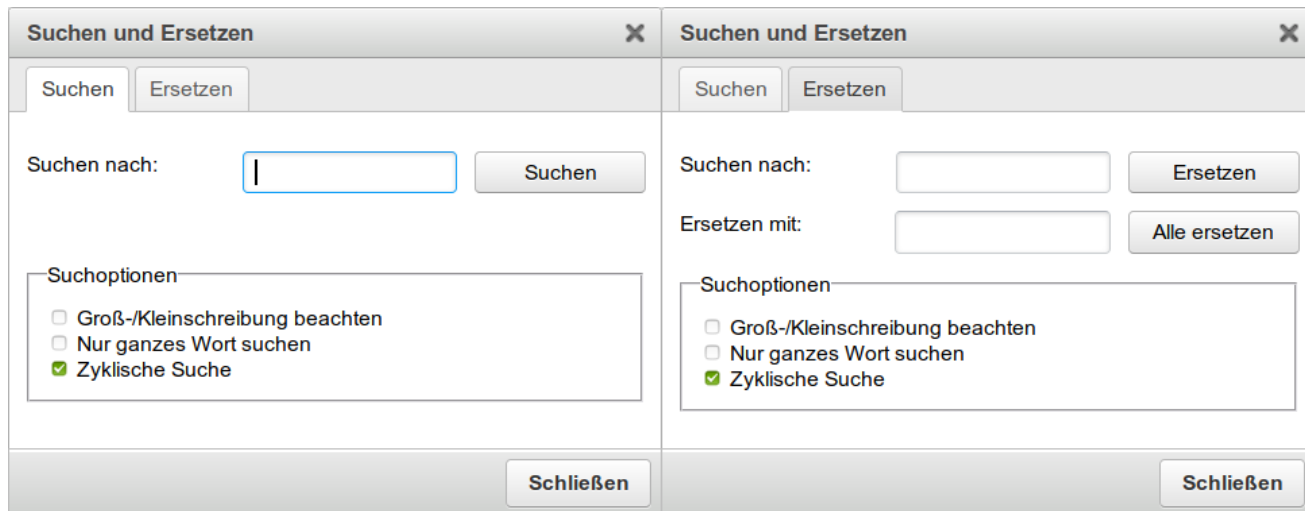 Suchen und Ersetzen
Suchen Ersetzen
Suchen nach: Suchen
Suchoptionen
Groß-/Kleinschreibung beachten
Nur ganzes Wort suchen
Zyklische Suche
Schließen
Suchen und Ersetzen
Suchen Ersetzen
Suchen nach: Ersetzen
Ersetzen mit: Alle ersetzen
Suchoptionen
Groß-/Kleinschreibung beachten
Nur ganzes Wort suchen
Zyklische Suche
Schließen